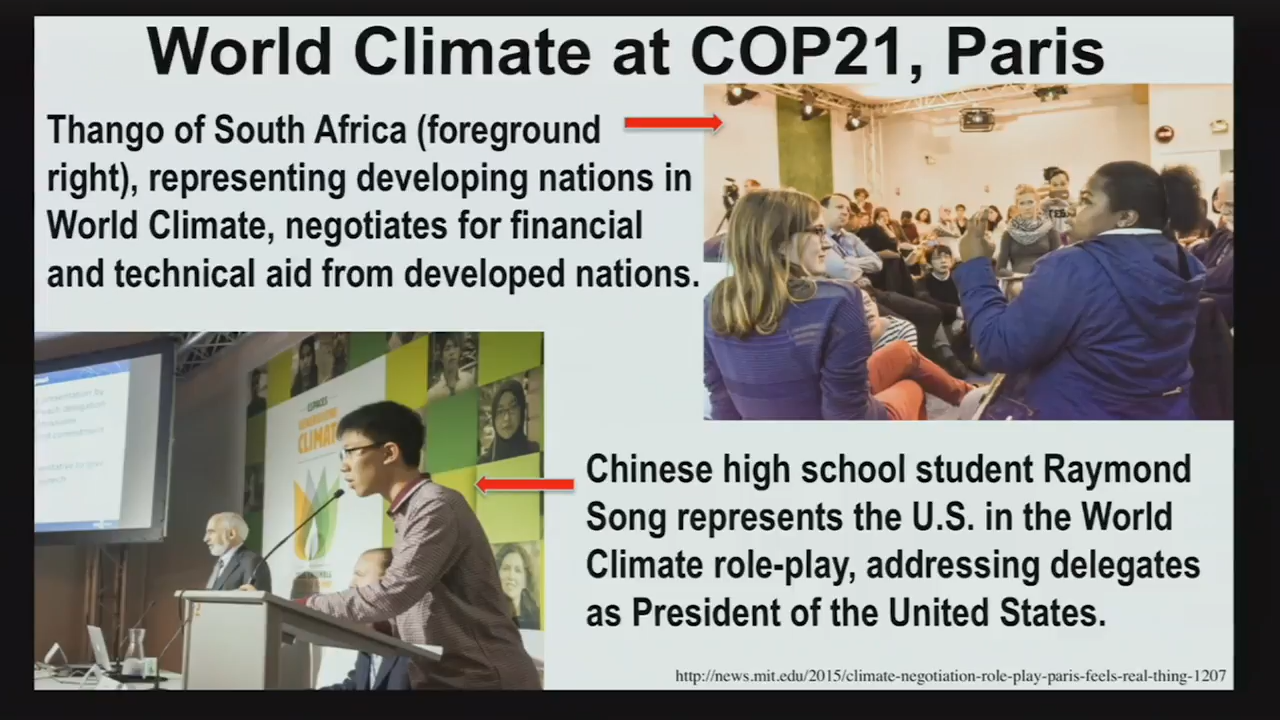 World Climate at COP21, Paris
Thango of South Africa (foreground
right), representing developing nations in
World Climate, negotiates for financial
and technical aid from developed nations.
CLIMAT
Chinese high school student Raymond
Song represents the U.S. in the World
Climate role-play, addressing delegates
as President of the United States.
http://news.mit.edu/2015/climate-negotiation-role-play-paris-feels-real-thing-1207